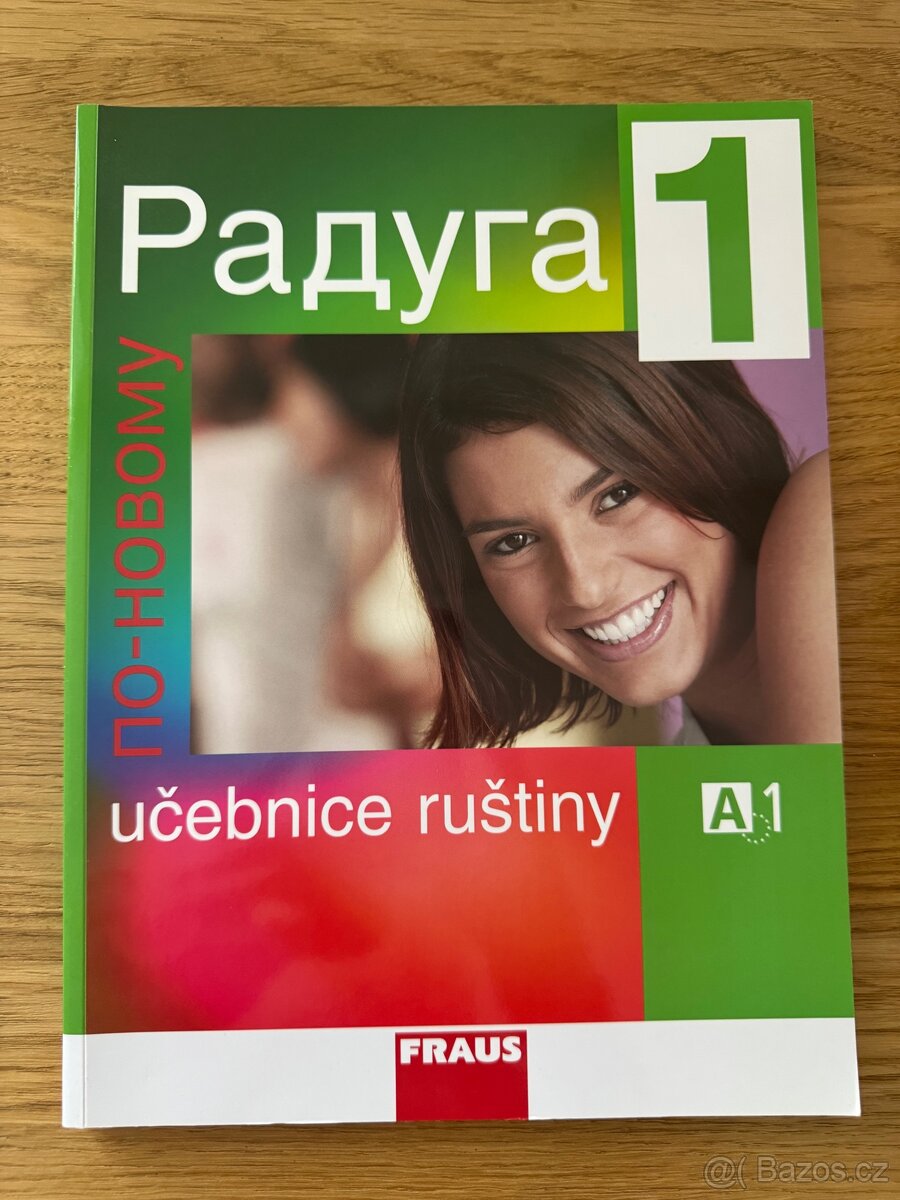 Радуга
1
по-новому
učebnice ruštiny
A1
FRAUS
@( Bazos.cz